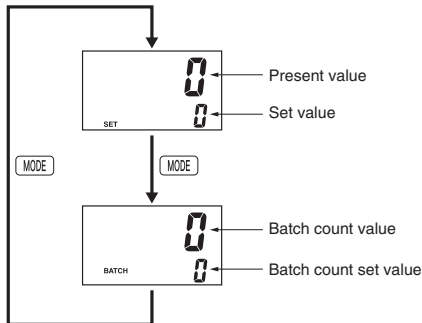 0
Present value
SET
0
Set value
MODE
MODE
0
Batch count value
BATCH
0
Batch count set value